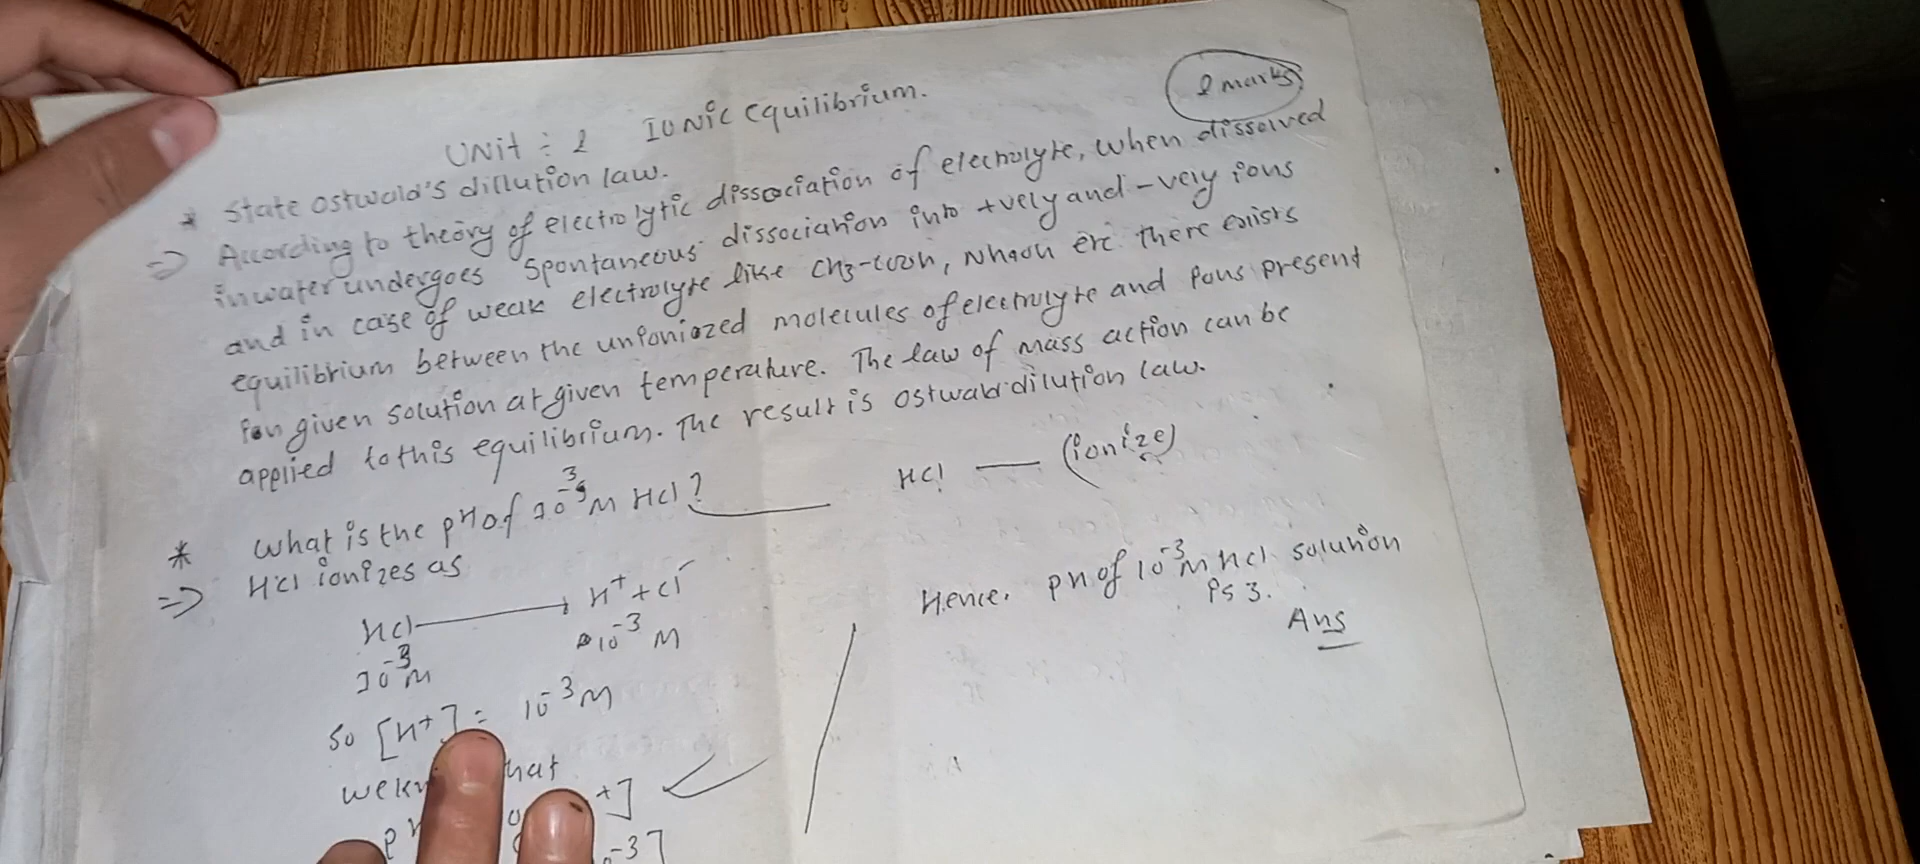 UNit ÷ 2 IONic equilibrium.
2 marks
* State ostwald's dillution law.
=> According to theory of electrolytic dissociation of electrolyte, when dissolved
in water undergoes spontaneous dissociation into +vely and -vely ions
and in case of weak electrolyte like CH3-cooh, Nh4oh etc there exists
equilibrium between the unionized molecules of electrolyte and ions present
for given solution at given temperature. The law of mass action can be
applied to this equilibrium. The result is ostwald dilution law.
* What is the pH of 10^-3 M HCl?
HCl — (ionize)
=> HCl ionizes as
HCl ⟶ H+ + Cl-
10^-3 M 10^-3 M
so [H+] = 10^-3 M
hat
+]
-3]
Hence, pH of 10^-3 M HCl solution
is 3.
Ans